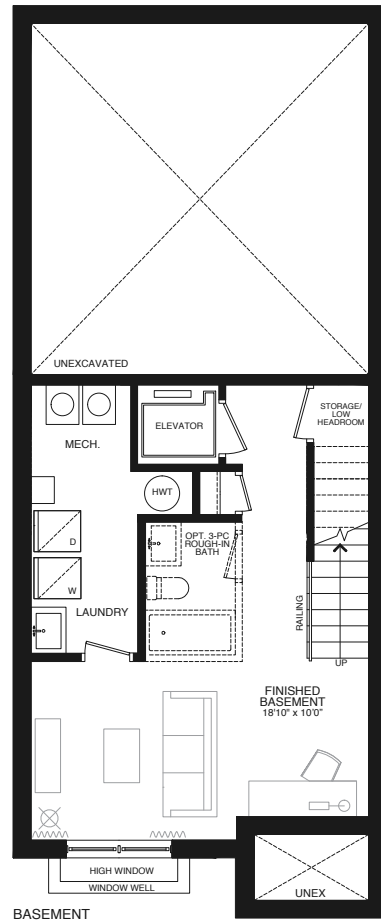 UNEXCAVATED
STORAGE/
LOW
HEADROOM
ELEVATOR
MECH.
HWT
OPT. 3-PC
ROUGH-IN
BATH
D
W
LAUNDRY
RAILING
UP
FINISHED
BASEMENT
18'10" x 10'0"
HIGH WINDOW
WINDOW WELL
UNEX
BASEMENT